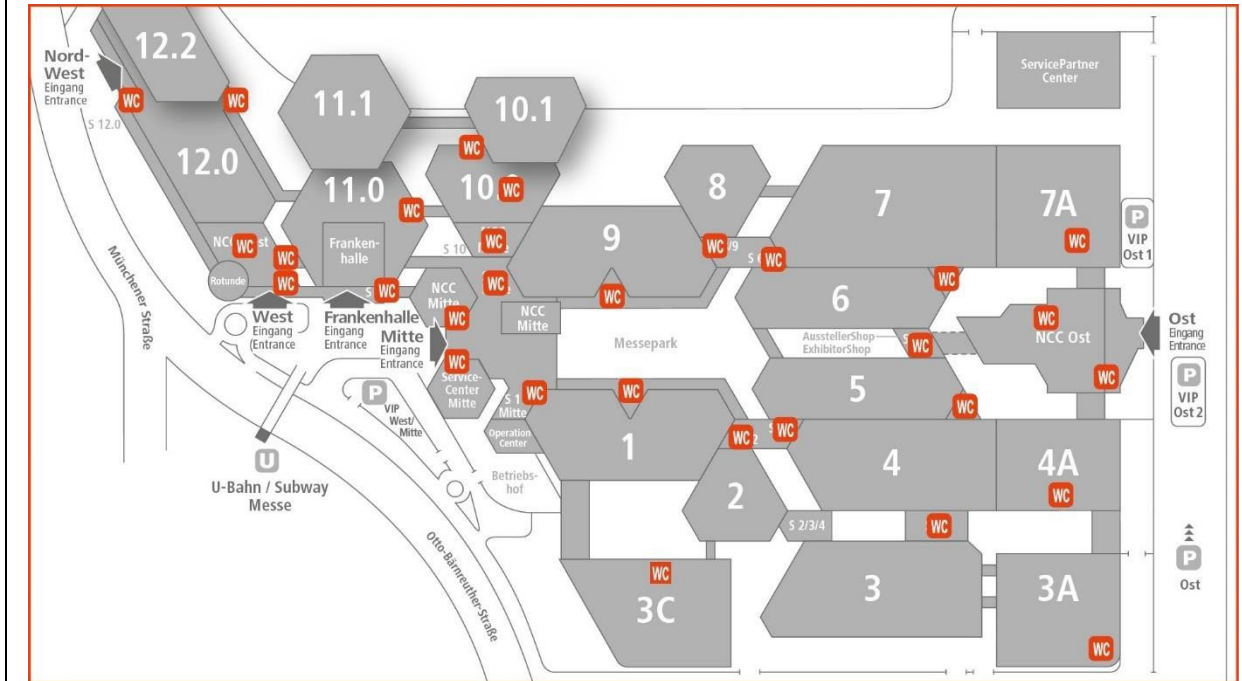 12.2
Nord-
West
Eingang
Entrance
WC
WC
S 12.0
12.0
11.1
10.1
ServicePartner
Center
11.0
WC
WC
WC
8
7
7A
P
VIP
Ost 1
WC
NCC
WC
WC
WC
Rotunde
Franken-
halle
WC
S 10
WC
WC
9
WC
WC
WC
WC
WC
6
NCC
Mitte
WC
NCC
Mitte
Messepark
AusstellerShop
ExhibitorShop
WC
WC
NCC Ost
WC
Ost
Eingang
Entrance
P
VIP
Ost 2
West
Eingang
(Entrance
Frankenhalle
Eingang
Entrance
Mitte
Eingang
Entrance
WC
Service-
Center
Mitte
P
VIP
West/
Mitte
WC
S 1
Mitte
Operation
Center
WC
1
5
WC
WC
WC
2
4
4A
WC
Münchener Straße
U
U-Bahn / Subway
Messe
Betriebs-
hof
S 2/3/4
WC
Otto-Bärnreuther-Straße
WC
3C
3
3A
WC
P
Ost